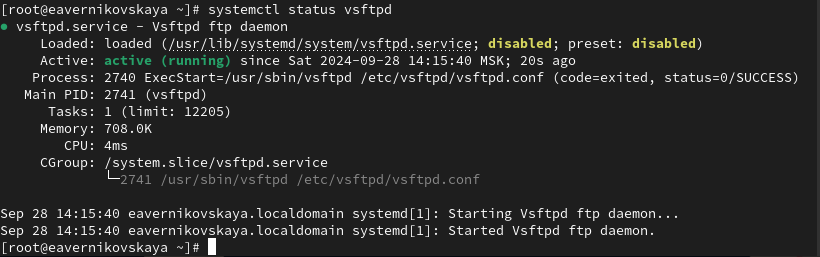 [root@eavernikovskaya ~]# systemctl status vsftpd
● vsftpd.service - Vsftpd ftp daemon
     Loaded: loaded (/usr/lib/systemd/system/vsftpd.service; disabled; preset: disabled)
     Active: active (running) since Sat 2024-09-28 14:15:40 MSK; 20s ago
    Process: 2740 ExecStart=/usr/sbin/vsftpd /etc/vsftpd/vsftpd.conf (code=exited, status=0/SUCCESS)
   Main PID: 2741 (vsftpd)
      Tasks: 1 (limit: 12205)
     Memory: 708.0K
        CPU: 4ms
     CGroup: /system.slice/vsftpd.service
             └─2741 /usr/sbin/vsftpd /etc/vsftpd/vsftpd.conf
Sep 28 14:15:40 eavernikovskaya.localdomain systemd[1]: Starting Vsftpd ftp daemon...
Sep 28 14:15:40 eavernikovskaya.localdomain systemd[1]: Started Vsftpd ftp daemon.
[root@eavernikovskaya ~]#